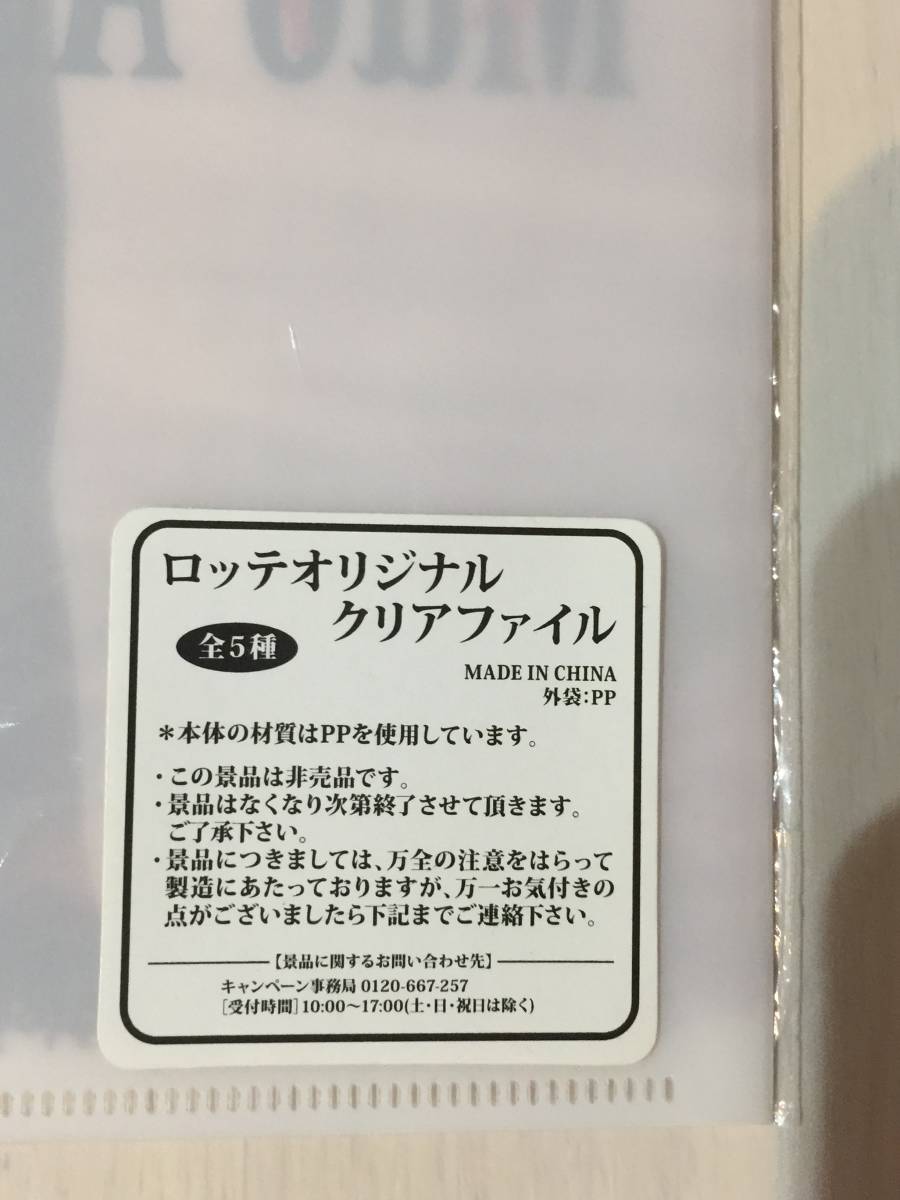 Mao A
ロッテオリジナル
クリアファイル
全5種
MADE IN CHINA
外袋:PP
＊本体の材質はPPを使用しています。
・この景品は非売品です。
・景品はなくなり次第終了させて頂きます。
ご了承下さい。
・景品につきましては、万全の注意をはらって
製造にあたっておりますが、万一お気付きの
点がございましたら下記までご連絡下さい。
【景品に関するお問い合わせ先】
キャンペーン事務局 0120-667-257
[受付時間]10:00〜17:00(土・日・祝日は除く)